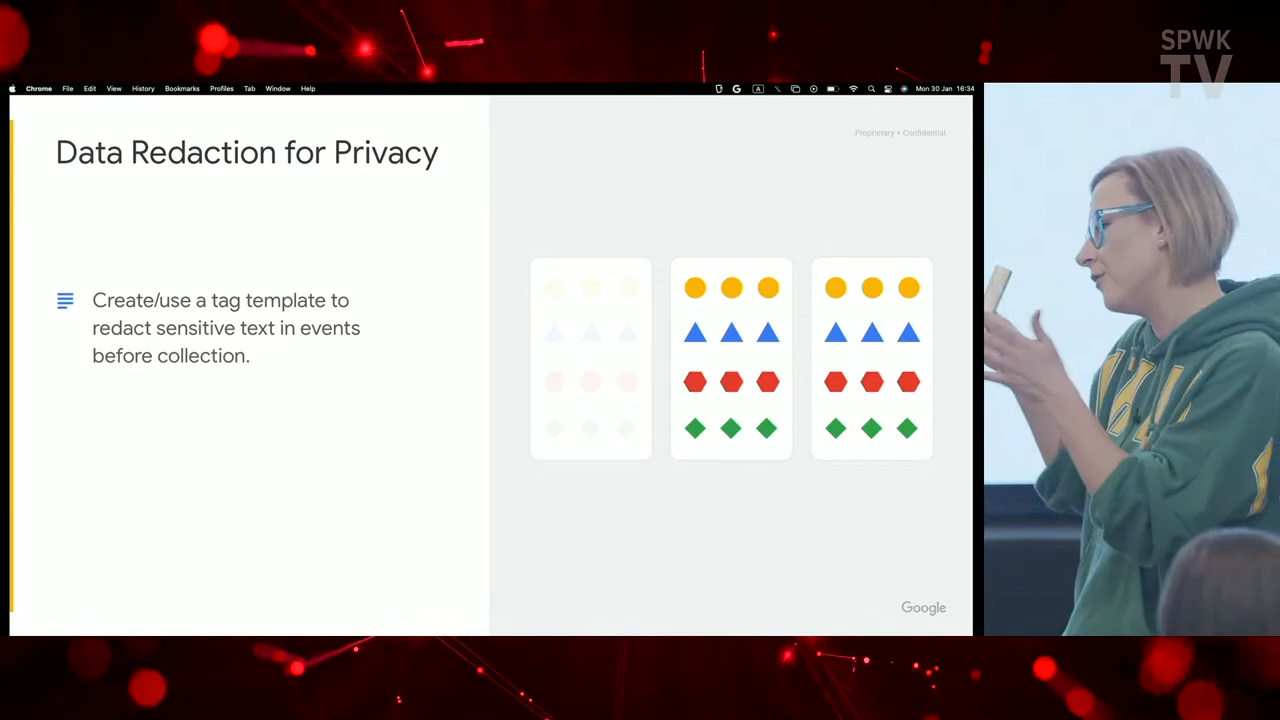 SPWK
TV
Chrome File Edit View History Bookmarks Profiles Tab Window Help
A
Mon 30 Jan 16:34
Proprietary + Confidential
Data Redaction for Privacy
Create/use a tag template to
redact sensitive text in events
before collection.
Google